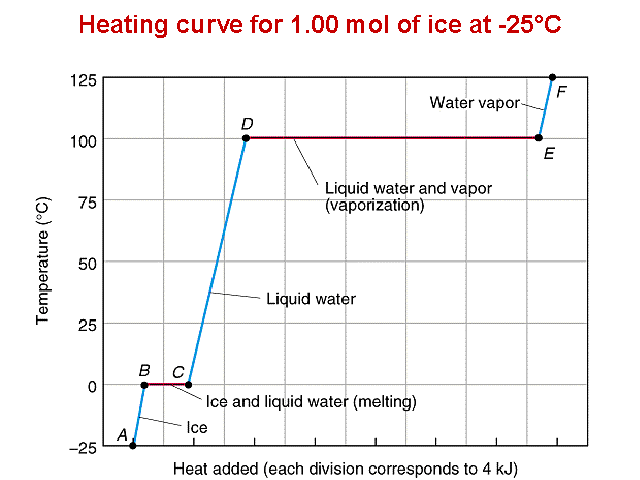 Heating curve for 1.00 mol of ice at -25°C
125
100
75
50
25
0
−25
Temperature (°C)
A
B
C
D
E
F
Water vapor
Liquid water and vapor
(vaporization)
Liquid water
Ice and liquid water (melting)
Ice
Heat added (each division corresponds to 4 kJ)